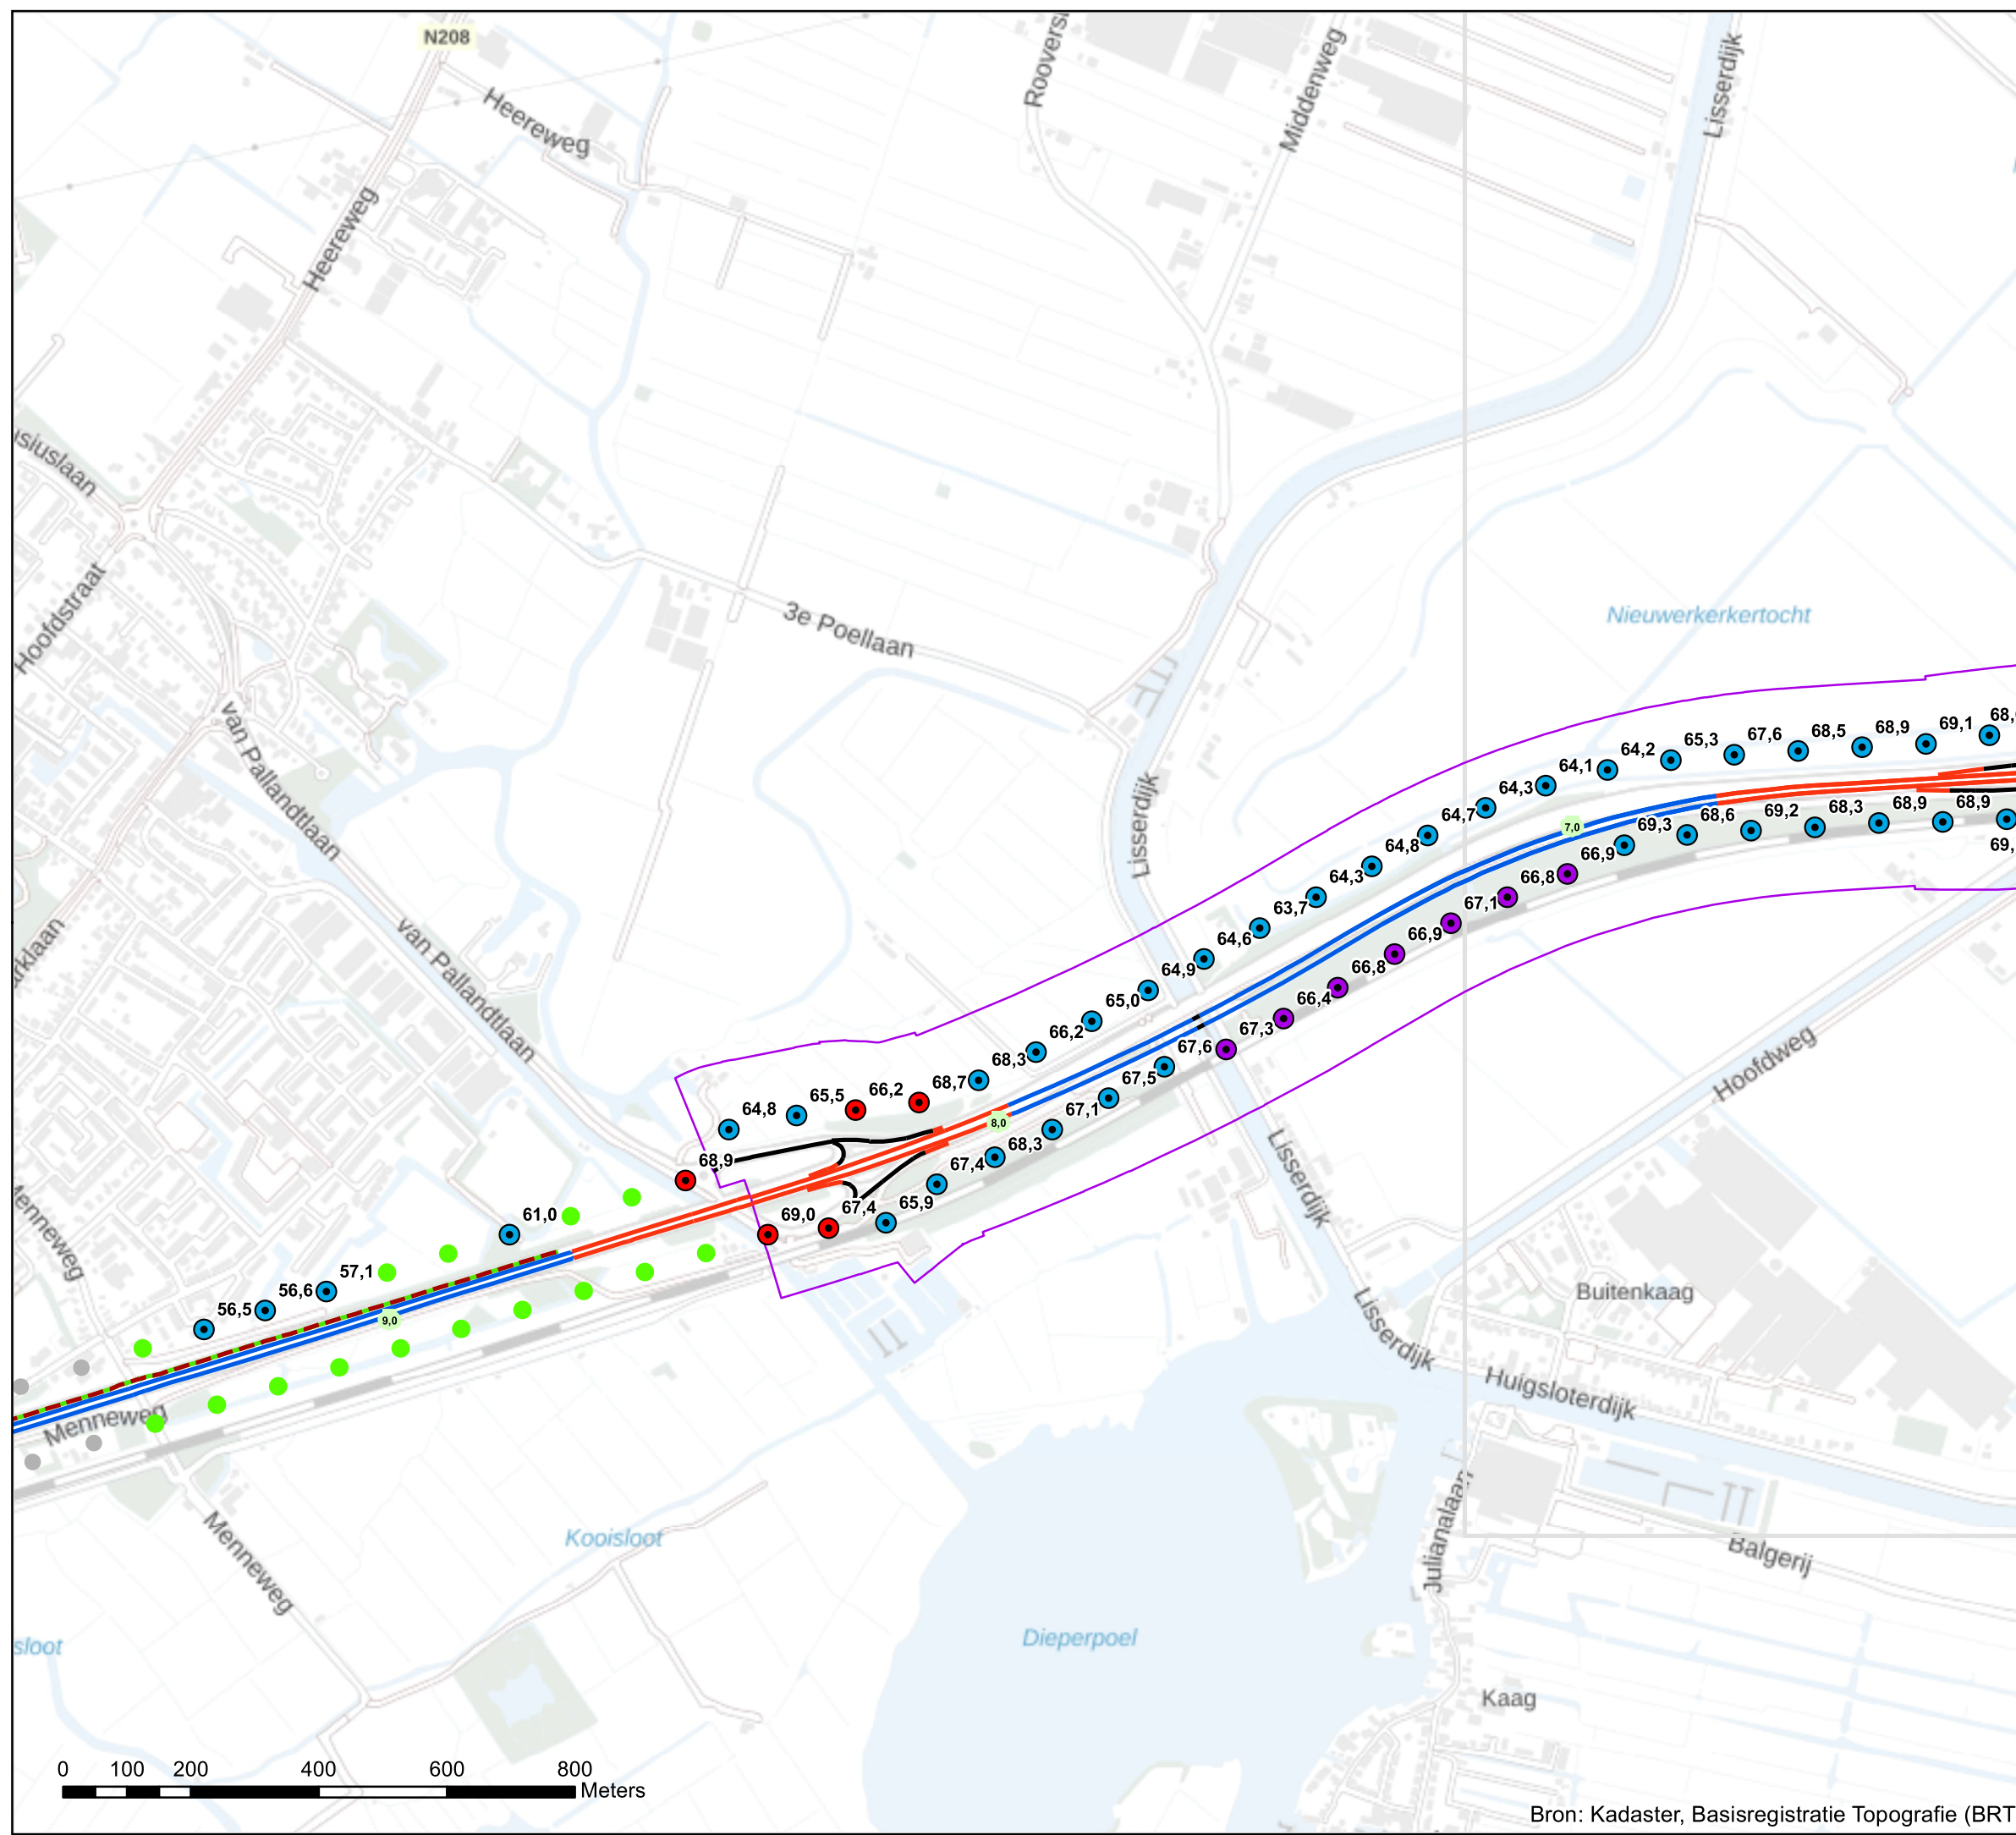 N208
Heereweg
Heereweg
Middenweg
Lisserdijk
Hoofdstraat
3e Poellaan
Nieuwerkerkertocht
van Pallandtlaan
van Pallandtlaan
Lisserdijk
64,3
64,1
64,2
65,3
67,6
68,5
68,9
69,1
64,9
64,6
63,7
64,3
64,8
64,7
7,0
66,9
69,3
68,6
69,2
68,3
68,9
68,9
64,8
65,5
66,2
68,7
68,3
66,2
65,0
67,6
67,3
66,4
66,8
66,9
67,1
66,8
8,0
68,9
69,0
67,4
65,9
67,4
68,3
67,1
67,5
Hoofdweg
Lisserdijk
56,5
56,6
57,1
61,0
9,0
Menneweg
Menneweg
Lisserdijk
Buitenkaag
Huigsloterdijk
Julianalaan
Balgerij
Kooisloot
Dieperpoel
Kaag
sloot
0 100 200 400 600 800
Meters
Bron: Kadaster, Basisregistratie Topografie (BRT